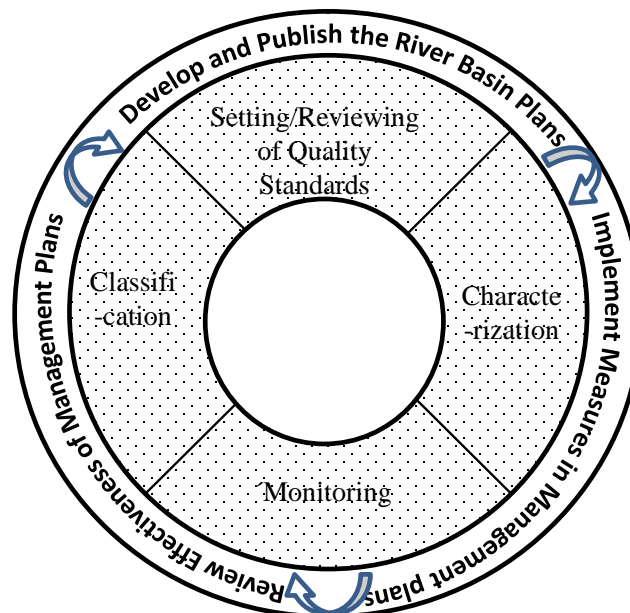 Develop and Publish the River Basin Plans
Implement Measures in Management plans
Review Effectiveness of Management Plans
Setting/Reviewing
of Quality
Standards
Characte
-rization
Monitoring
Classifi
-cation